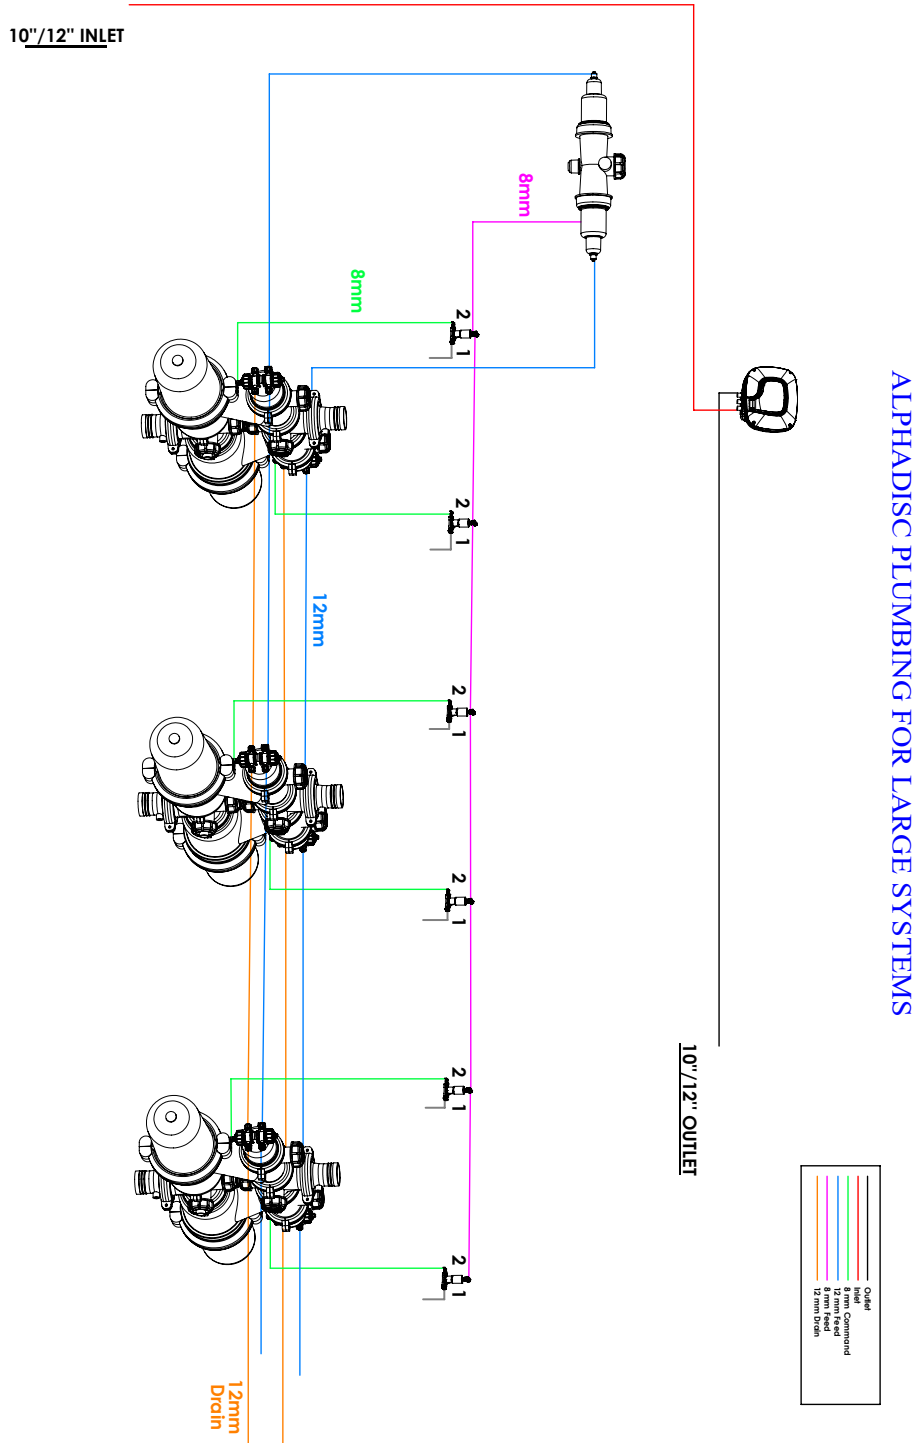 10"/12" INLET
ALPHADISC PLUMBING FOR LARGE SYSTEMS
8mm
8mm
2
1
2
1
12mm
2
1
2
1
2
1
2
1
10"/12" OUTLET
12mm
Drain
Outlet
Inlet
8 mm Command
12 mm Feed
8 mm Feed
12 mm Drain